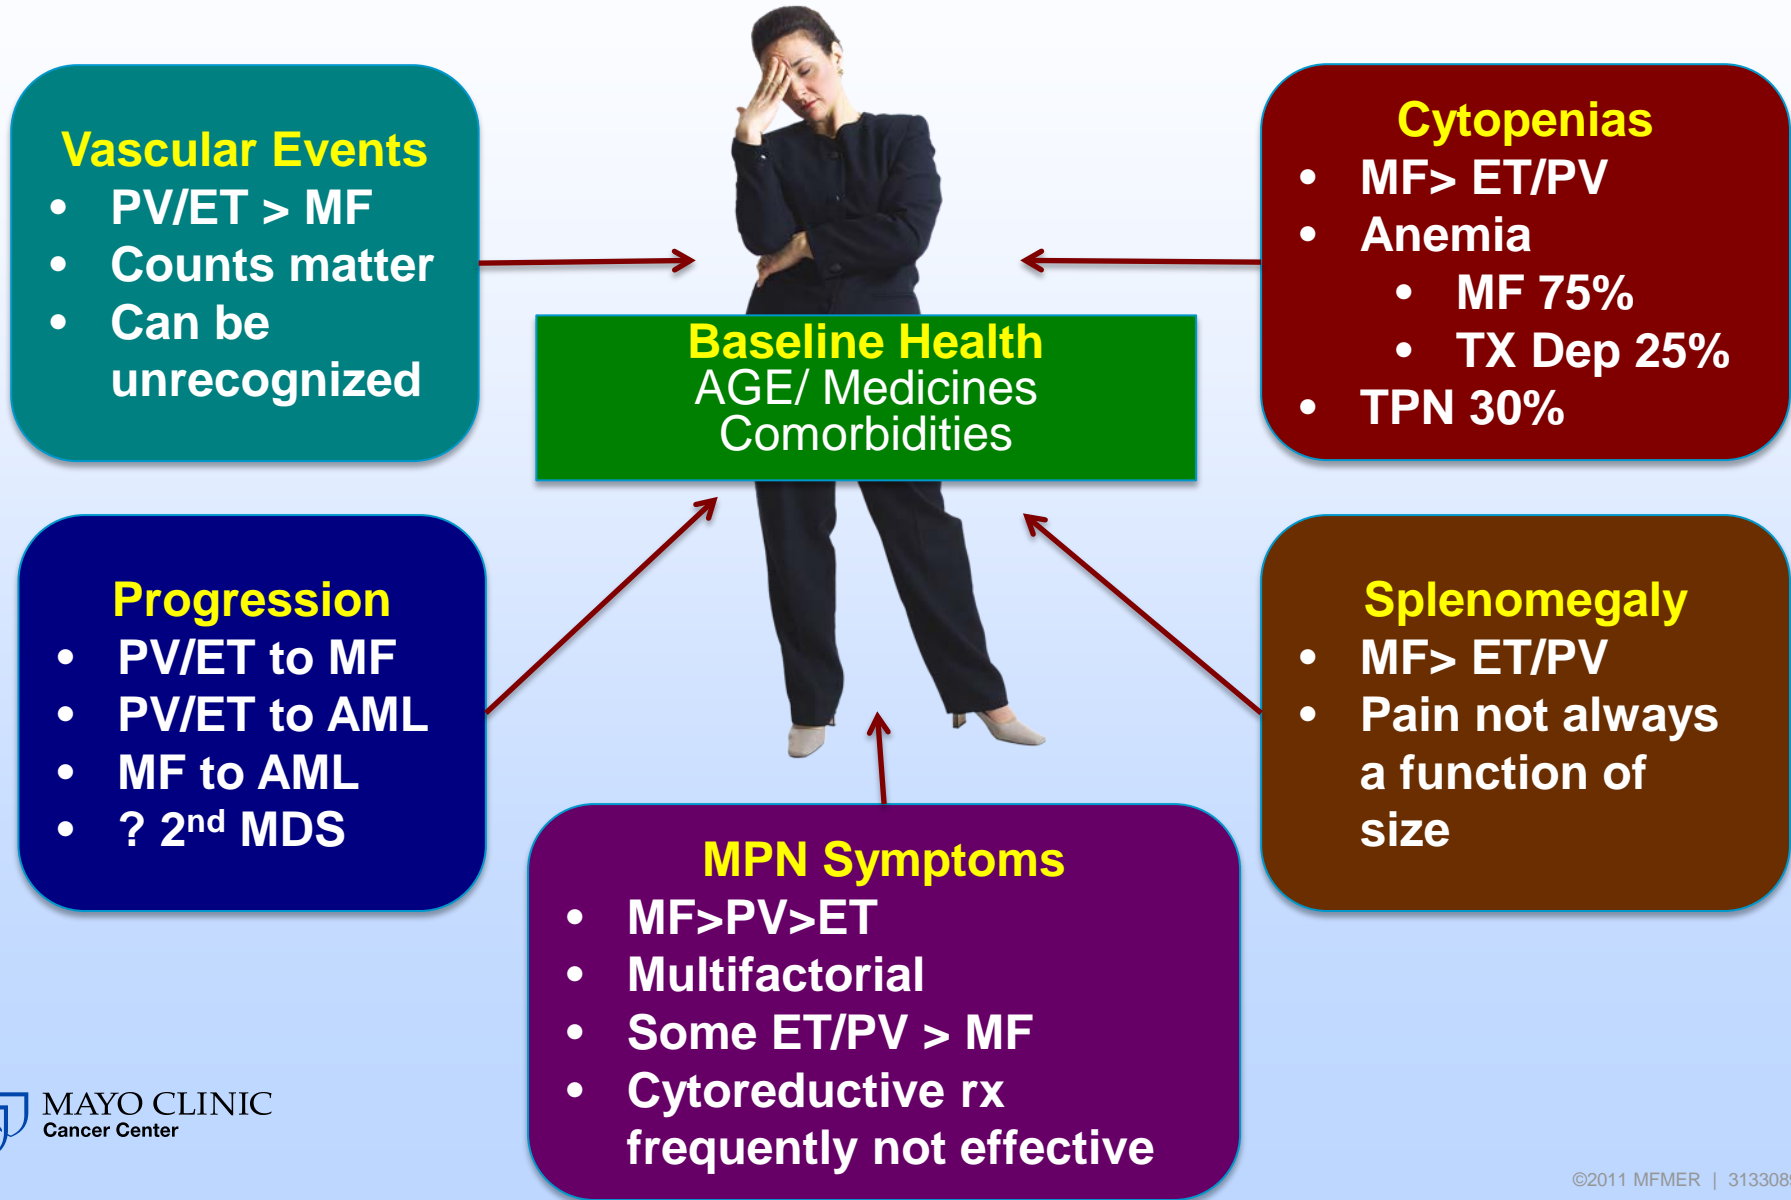 Vascular Events
• PV/ET > MF
• Counts matter
• Can be
unrecognized
Cytopenias
• MF> ET/PV
• Anemia
• MF 75%
• TX Dep 25%
• TPN 30%
Baseline Health
AGE/ Medicines
Comorbidities
Progression
• PV/ET to MF
• PV/ET to AML
• MF to AML
• ? 2nd MDS
Splenomegaly
• MF> ET/PV
• Pain not always
a function of
size
MPN Symptoms
• MF>PV>ET
• Multifactorial
• Some ET/PV > MF
• Cytoreductive rx
frequently not effective
MAYO CLINIC
Cancer Center
©2011 MFMER | 313308